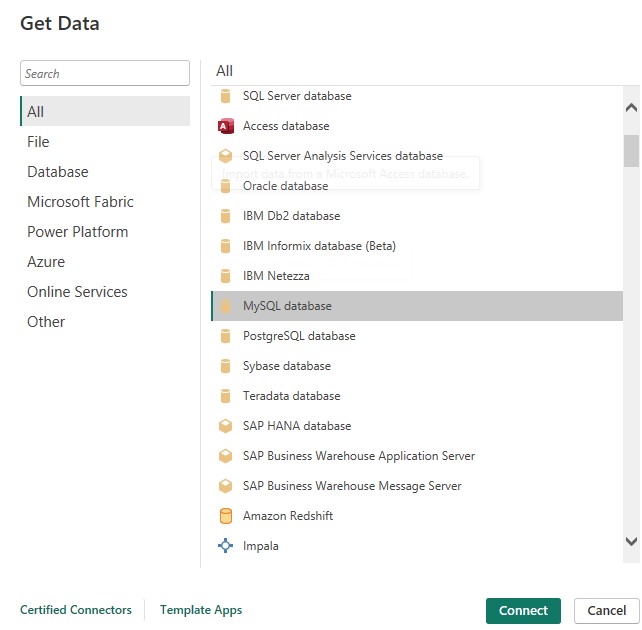 Get Data
Search
All
File
Database
Microsoft Fabric
Power Platform
Azure
Online Services
Other
All
SQL Server database
Access database
SQL Server Analysis Services database
Import data from a Microsoft Access database.
Oracle database
IBM Db2 database
IBM Informix database (Beta)
IBM Netezza
MySQL database
PostgreSQL database
Sybase database
Teradata database
SAP HANA database
SAP Business Warehouse Application Server
SAP Business Warehouse Message Server
Amazon Redshift
Impala
Certified Connectors
Template Apps
Connect
Cancel